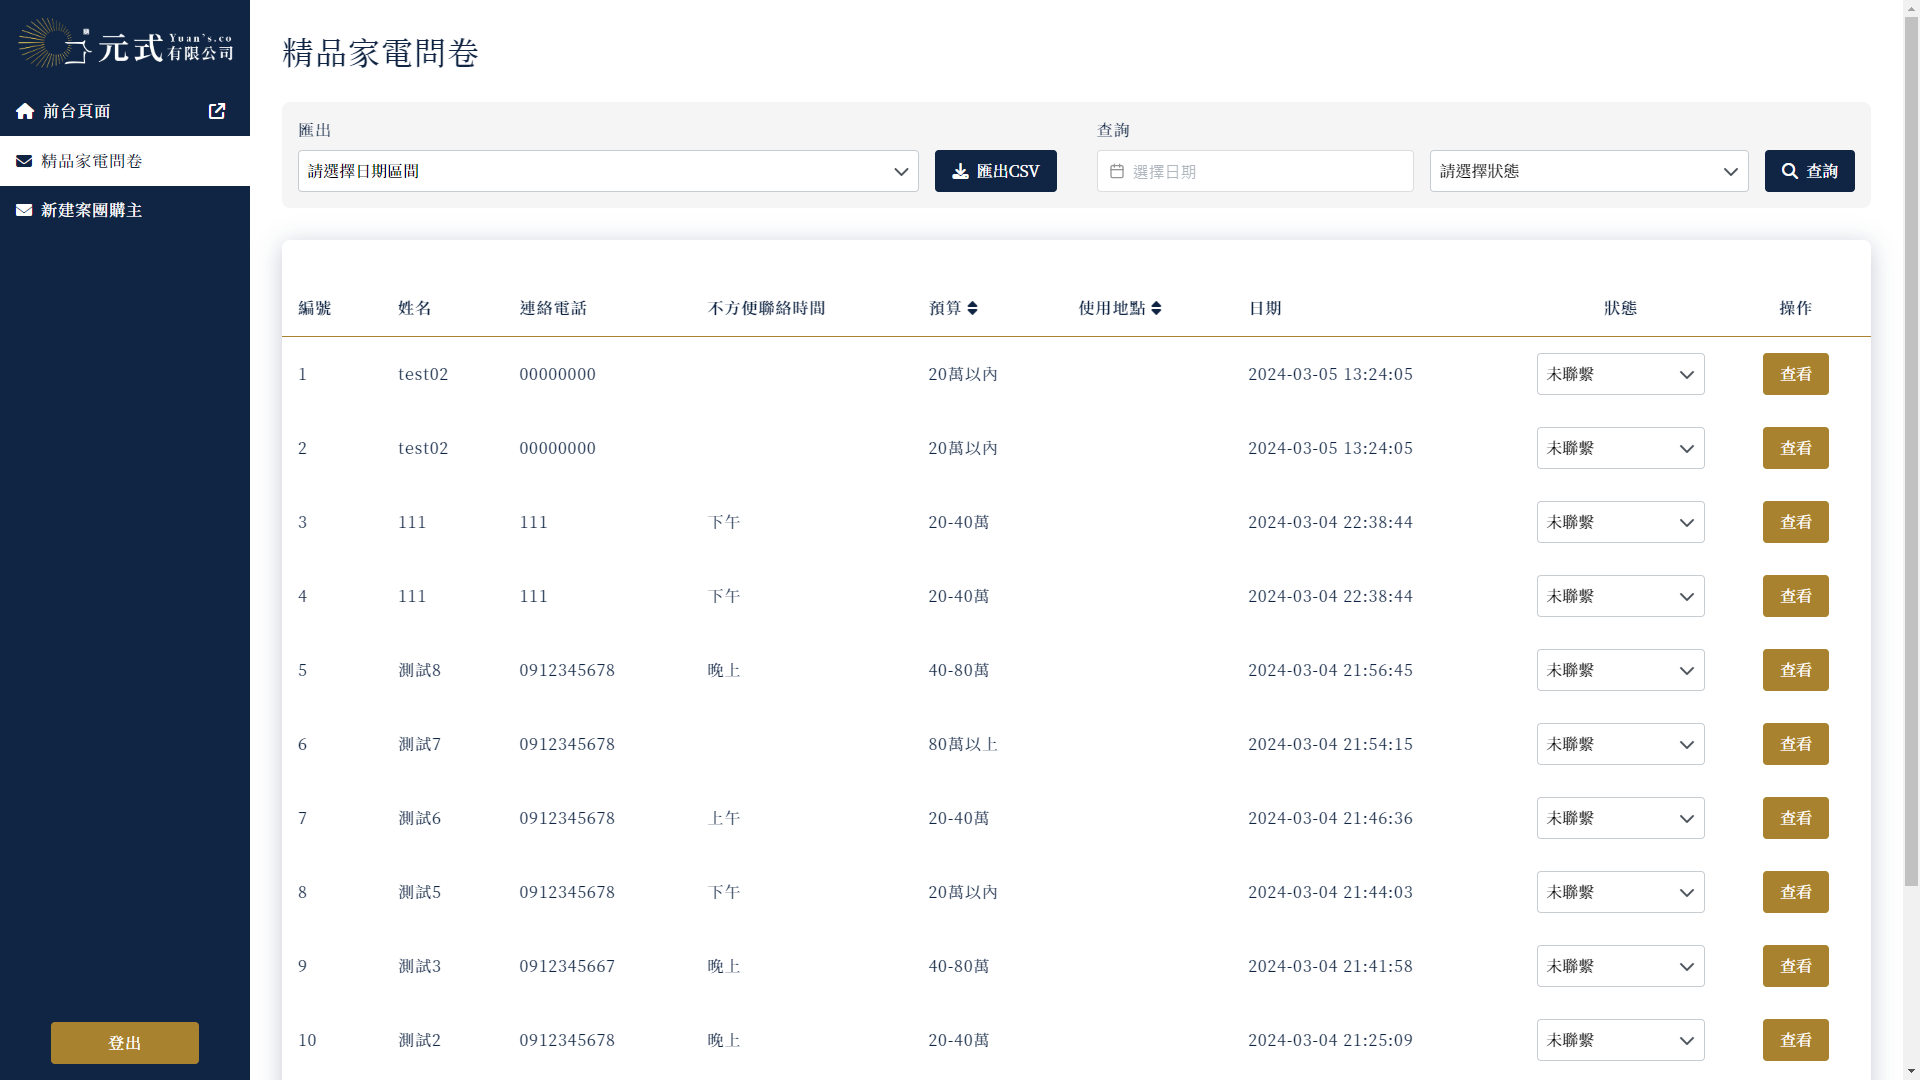 元式 Yuan's.co 有限公司
前台頁面
精品家電問卷
新建案團購主
登出
精品家電問卷
匯出
請選擇日期區間 匯出CSV
查詢
選擇日期 請選擇狀態 查詢
編號 姓名 連絡電話 不方便聯絡時間 預算 使用地點 日期 狀態 操作
1 test02 00000000 20萬以內 2024-03-05 13:24:05 未聯繫 查看
2 test02 00000000 20萬以內 2024-03-05 13:24:05 未聯繫 查看
3 111 111 下午 20-40萬 2024-03-04 22:38:44 未聯繫 查看
4 111 111 下午 20-40萬 2024-03-04 22:38:44 未聯繫 查看
5 測試8 0912345678 晚上 40-80萬 2024-03-04 21:56:45 未聯繫 查看
6 測試7 0912345678 80萬以上 2024-03-04 21:54:15 未聯繫 查看
7 測試6 0912345678 上午 20-40萬 2024-03-04 21:46:36 未聯繫 查看
8 測試5 0912345678 下午 20萬以內 2024-03-04 21:44:03 未聯繫 查看
9 測試3 0912345667 晚上 40-80萬 2024-03-04 21:41:58 未聯繫 查看
10 測試2 0912345678 晚上 20-40萬 2024-03-04 21:25:09 未聯繫 查看